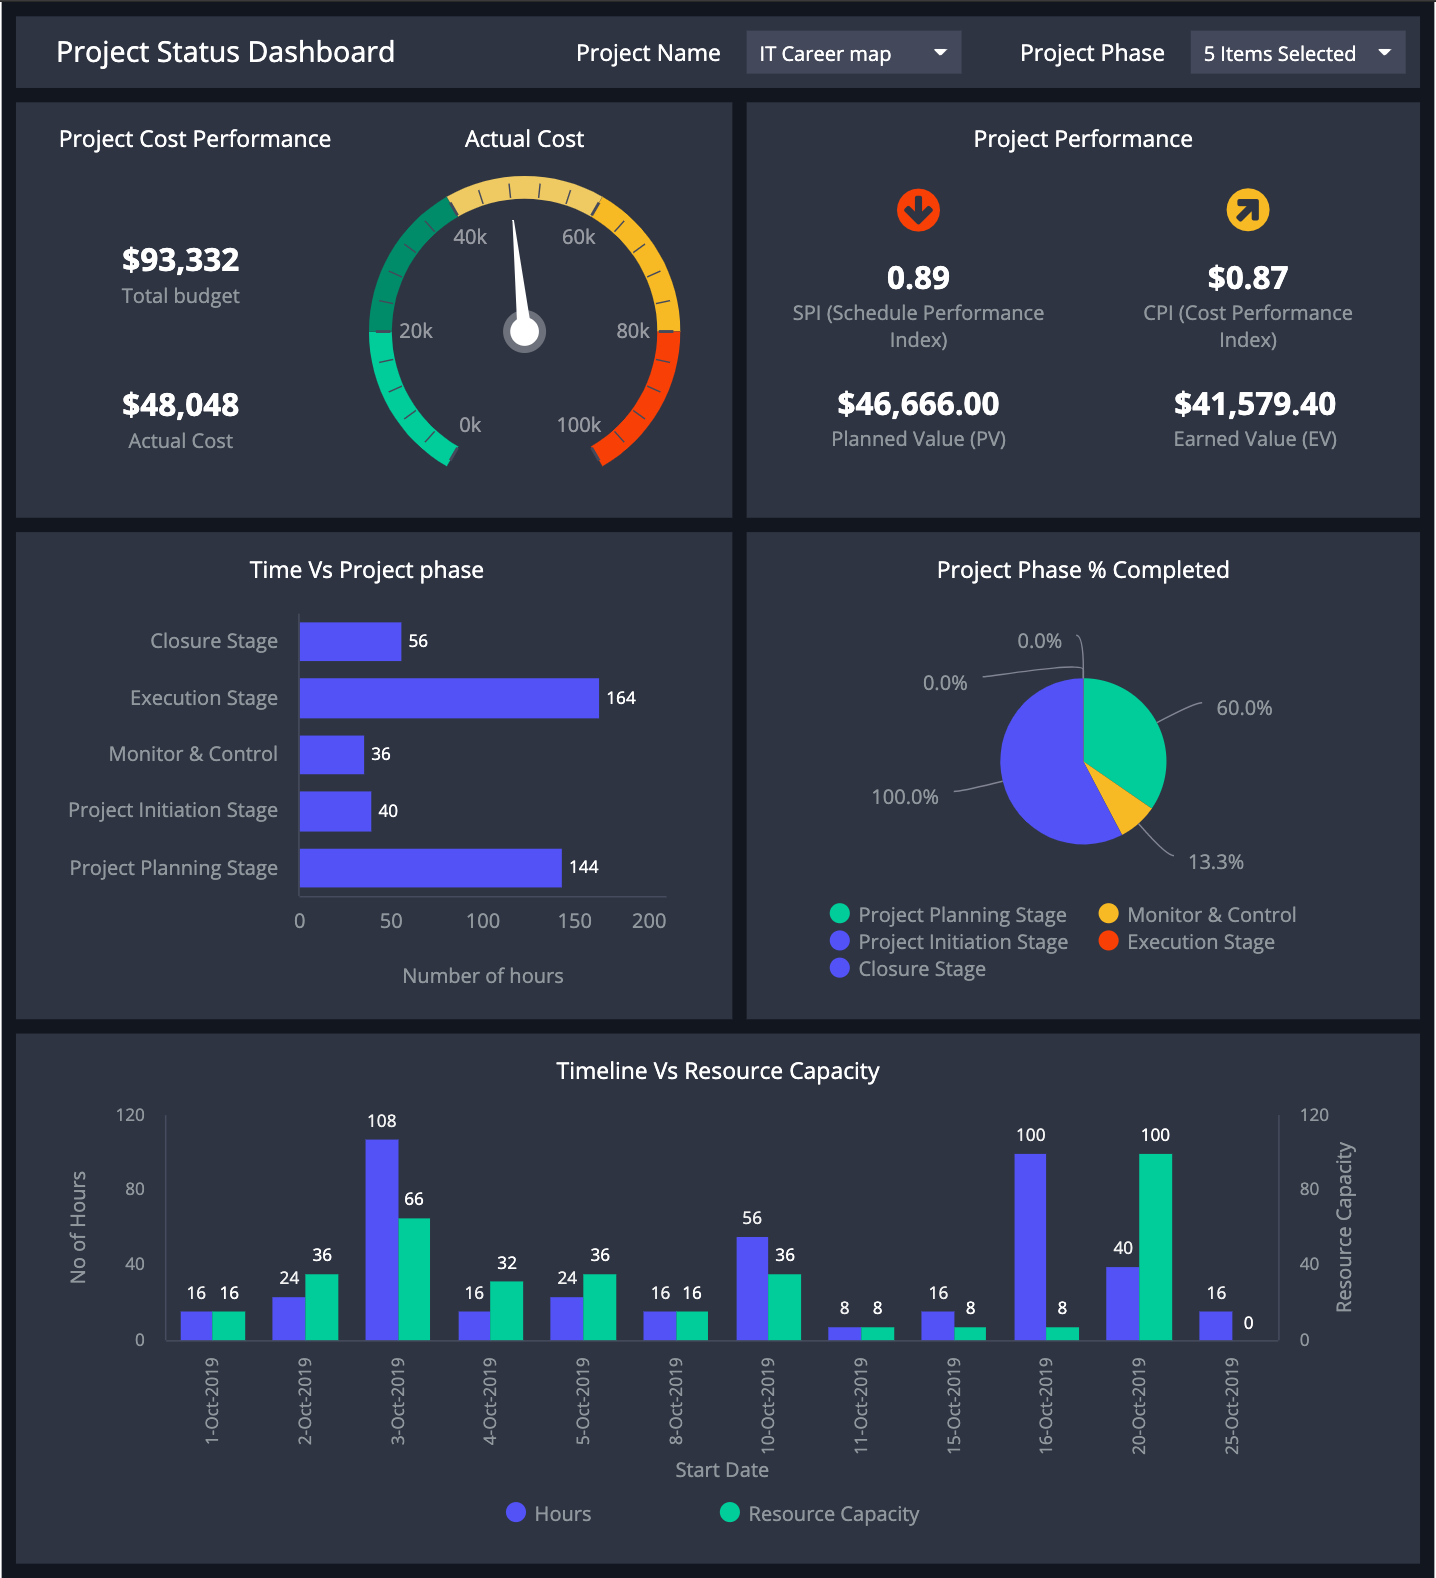 Project Status Dashboard
Project Name
IT Career map
Project Phase
5 Items Selected
Project Cost Performance
$93,332
Total budget
$48,048
Actual Cost
Actual Cost
40k
60k
20k
80k
0k
100k
Project Performance
0.89
SPI (Schedule Performance
Index)
$0.87
CPI (Cost Performance
Index)
$46,666.00
Planned Value (PV)
$41,579.40
Earned Value (EV)
Time Vs Project phase
Closure Stage
56
Execution Stage
164
Monitor & Control
36
Project Initiation Stage
40
Project Planning Stage
144
0
50
100
150
200
Number of hours
Project Phase % Completed
0.0%
0.0%
60.0%
100.0%
13.3%
Project Planning Stage
Monitor & Control
Project Initiation Stage
Execution Stage
Closure Stage
Timeline Vs Resource Capacity
No of Hours
120
80
40
0
16
16
24
36
108
66
16
32
24
36
16
16
56
36
8
8
16
8
100
8
40
100
16
0
120
80
40
0
Resource Capacity
1-Oct-2019
2-Oct-2019
3-Oct-2019
4-Oct-2019
5-Oct-2019
8-Oct-2019
10-Oct-2019
11-Oct-2019
15-Oct-2019
16-Oct-2019
20-Oct-2019
25-Oct-2019
Start Date
Hours
Resource Capacity